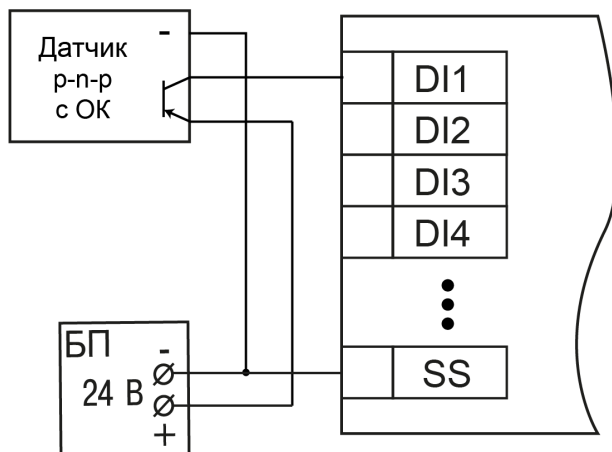 Датчик
p-n-p
с ОК
-
DI1
DI2
DI3
DI4
SS
БП
-
24 В
+